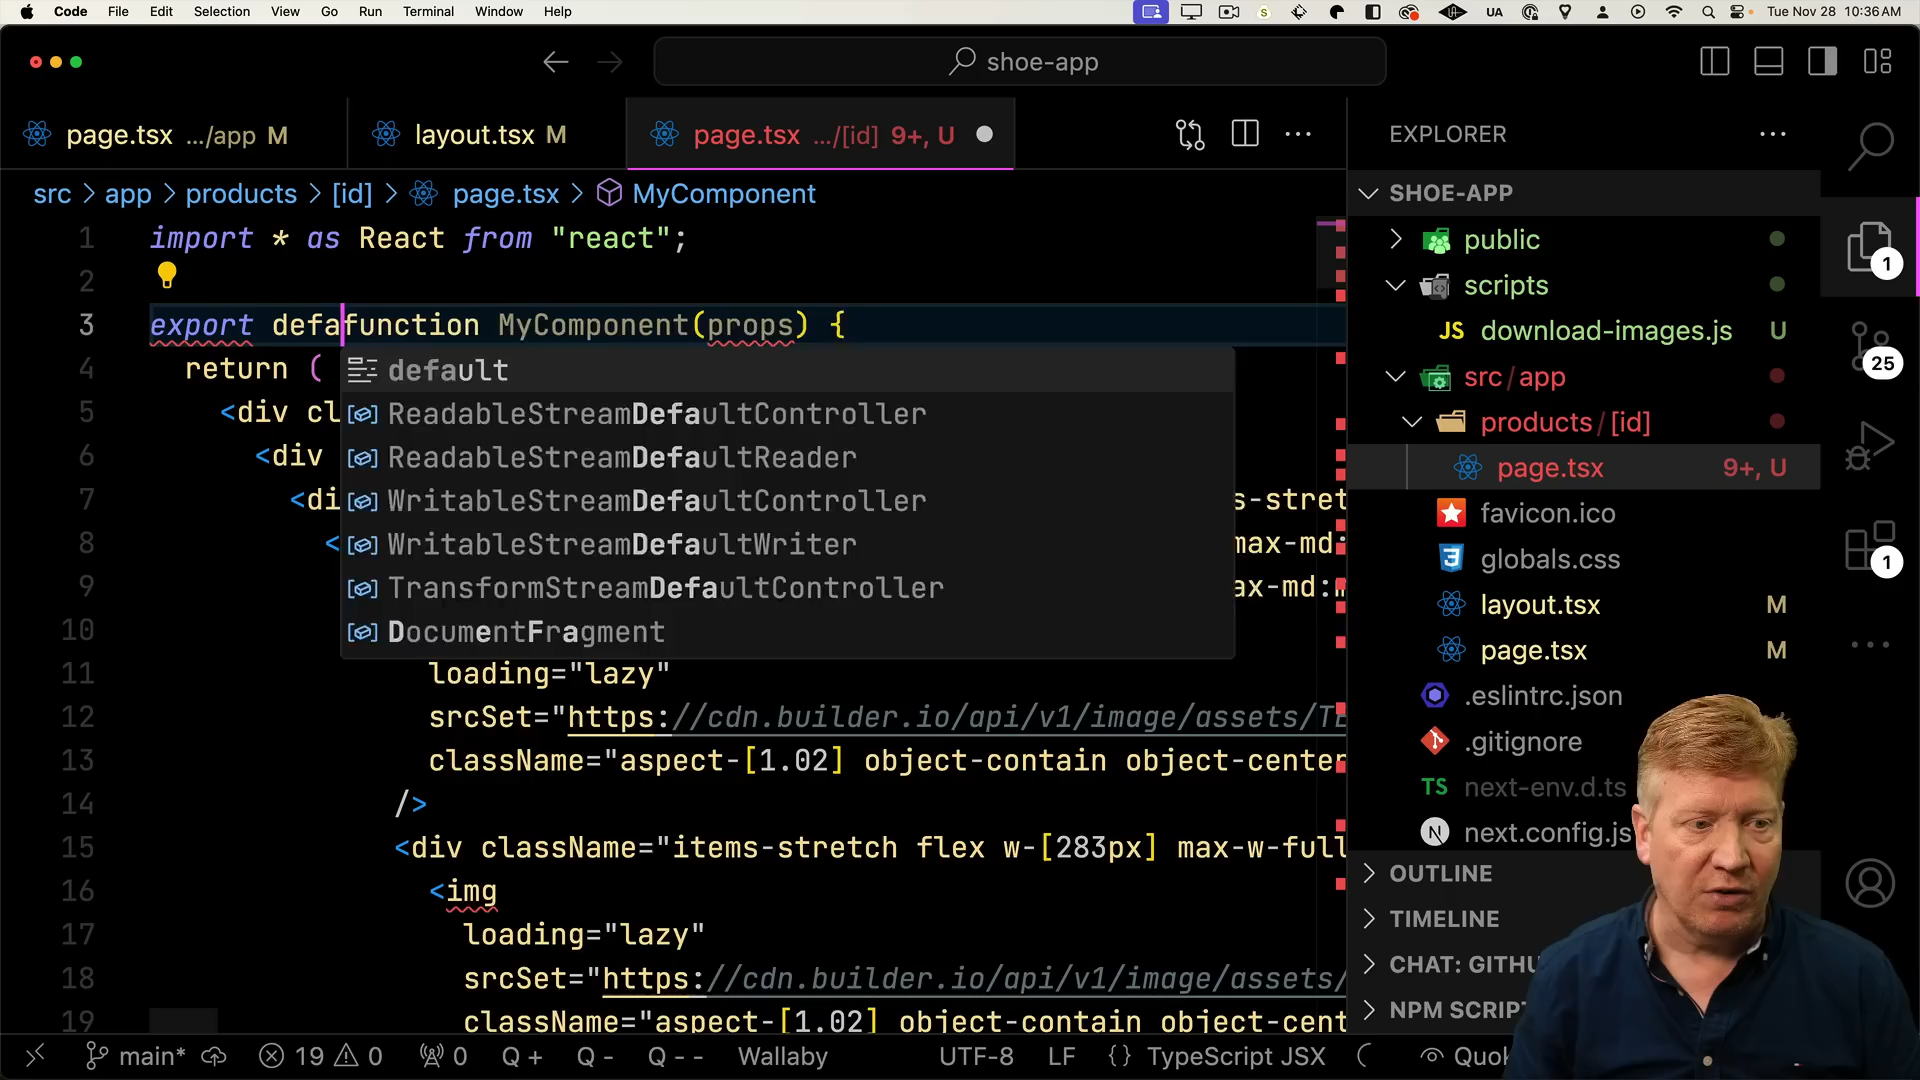 Code File Edit Selection View Go Run Terminal Window Help
UA
Tue Nov 28 10:36 AM
shoe-app
page.tsx .../app M
layout.tsx M
page.tsx .../[id] 9+, U
src > app > products > [id] > page.tsx > MyComponent
1 import * as React from "react";
2
3 export defafunction MyComponent(props) {
4 return (
5 <div cl
6 <div
7 <di s-stret
8 < max-md:
9 ax-md:m
10
11 loading="lazy"
12 srcSet="https://cdn.builder.io/api/v1/image/assets/TE
13 className="aspect-[1.02] object-contain object-center
14 />
15 <div className="items-stretch flex w-[283px] max-w-full
16 <img
17 loading="lazy"
18 srcSet="https://cdn.builder.io/api/v1/image/assets/
19 className="aspect-[1.02] object-contain object-cent
default
ReadableStreamDefaultController
ReadableStreamDefaultReader
WritableStreamDefaultController
WritableStreamDefaultWriter
TransformStreamDefaultController
DocumentFragment
EXPLORER
SHOE-APP
public
scripts
JS download-images.js U
src/app
products/[id]
page.tsx 9+, U
favicon.ico
globals.css
layout.tsx M
page.tsx M
.eslintrc.json
.gitignore
TS next-env.d.ts
N next.config.js
OUTLINE
TIMELINE
CHAT: GITHU
NPM SCRIPT
1
25
1
main* 19 0 0 Q + Q - Q - - Wallaby UTF-8 LF {} TypeScript JSX Quok